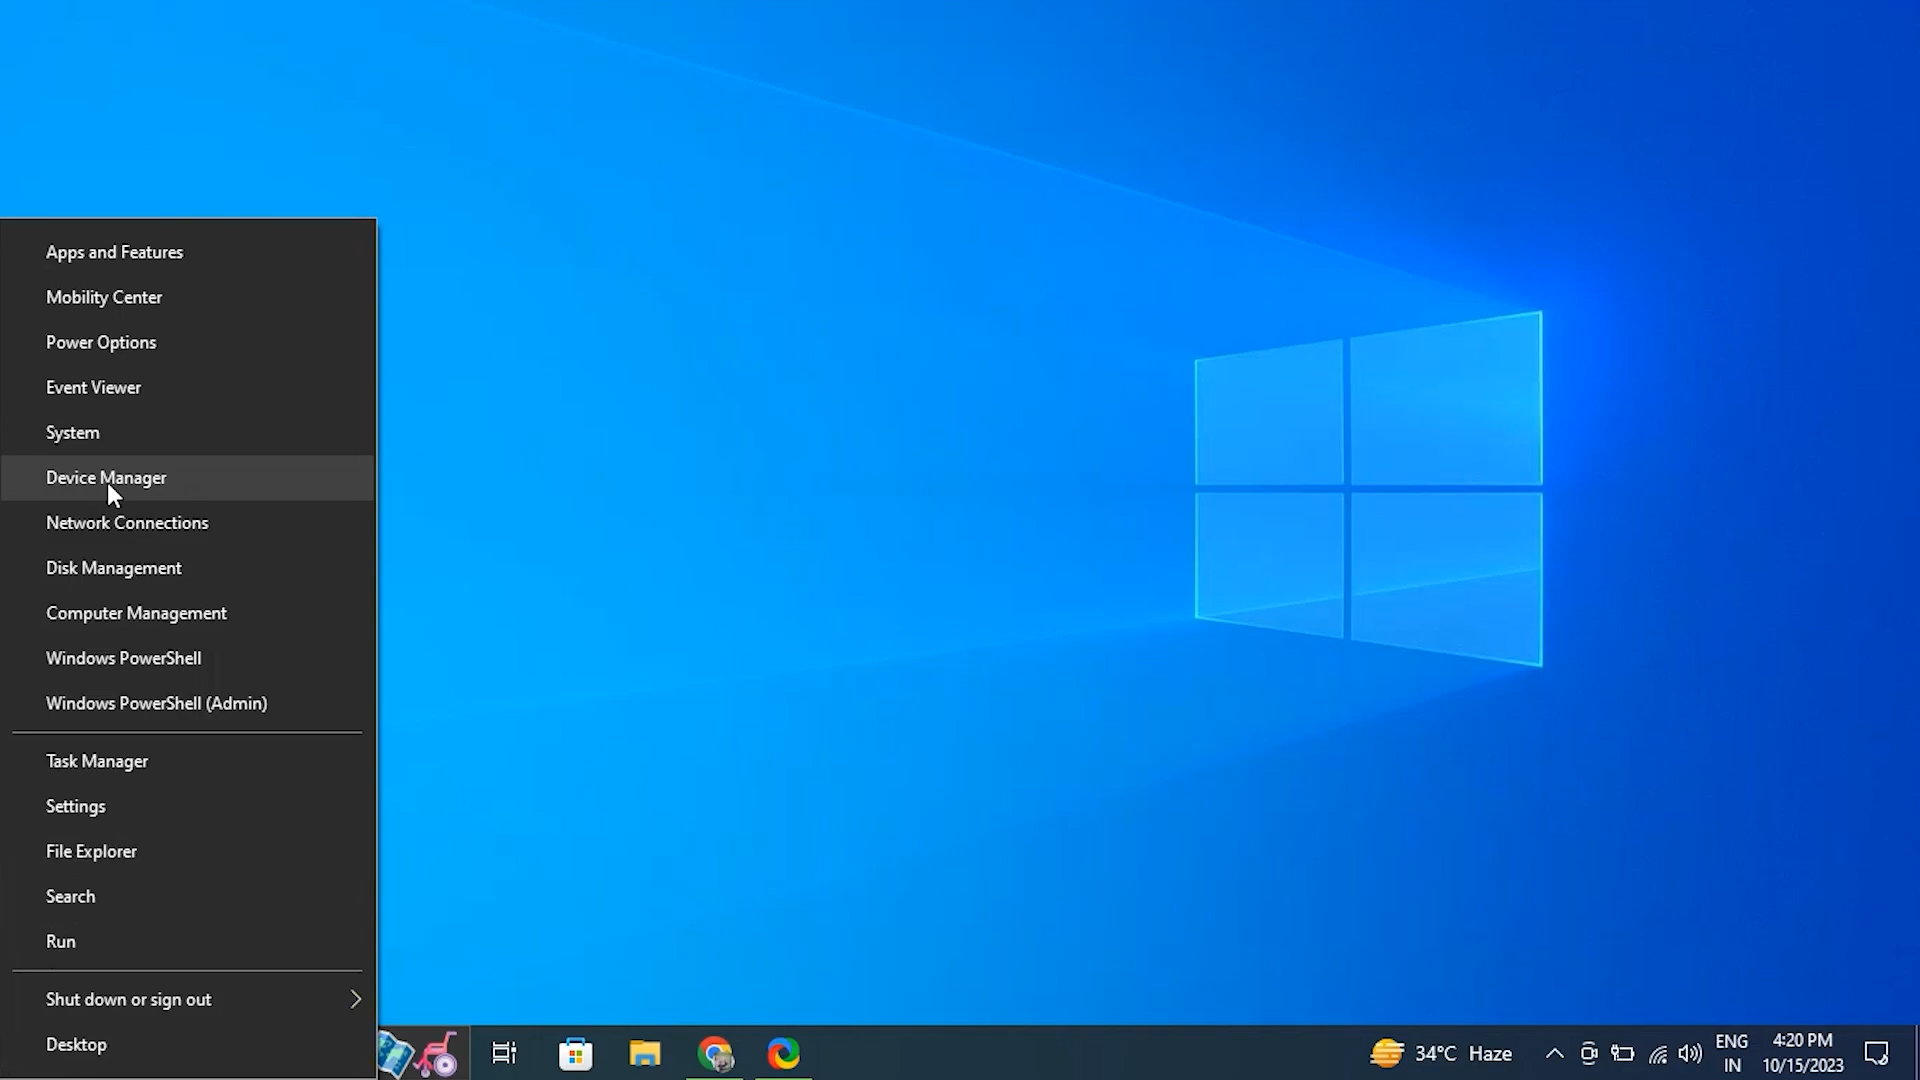 Apps and Features
Mobility Center
Power Options
Event Viewer
System
Device Manager
Network Connections
Disk Management
Computer Management
Windows PowerShell
Windows PowerShell (Admin)
Task Manager
Settings
File Explorer
Search
Run
Shut down or sign out
Desktop
34°C Haze
ENG
IN
4:20 PM
10/15/2023